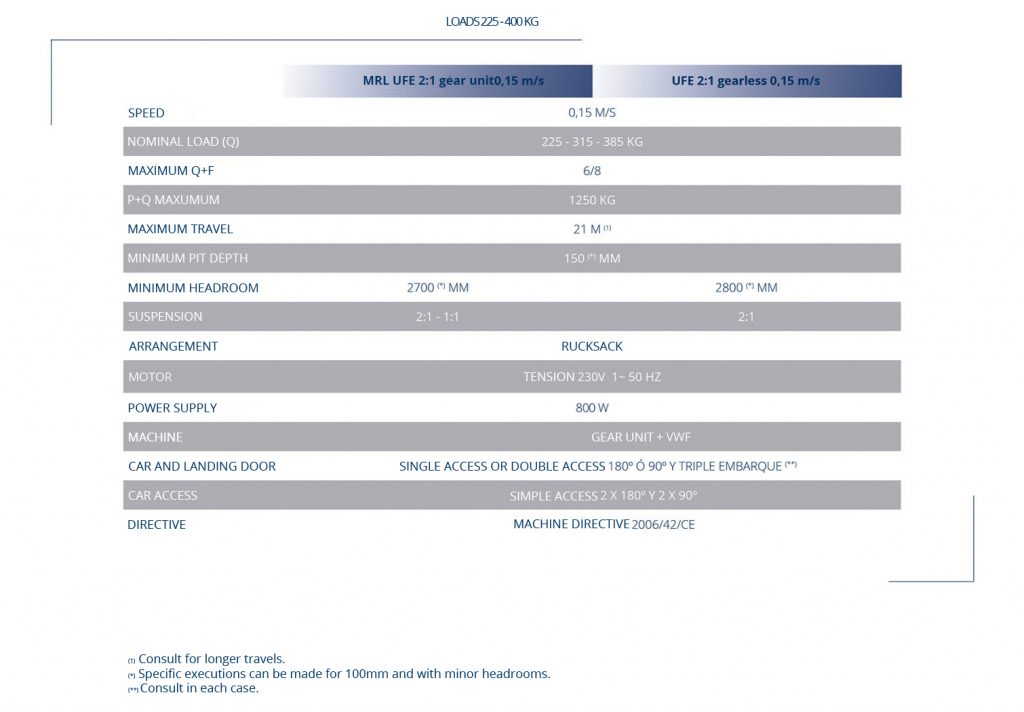 LOADS 225 - 400 KG
MRL UFE 2:1 gear unit0,15 m/s UFE 2:1 gearless 0,15 m/s
SPEED 0,15 M/S
NOMINAL LOAD (Q) 225 - 315 - 385 KG
MAXIMUM Q+F 6/8
P+Q MAXUMUM 1250 KG
MAXIMUM TRAVEL 21 M (1)
MINIMUM PIT DEPTH 150 (*) MM
MINIMUM HEADROOM 2700 (*) MM 2800 (*) MM
SUSPENSION 2:1 - 1:1 2:1
ARRANGEMENT RUCKSACK
MOTOR TENSION 230V 1~ 50 HZ
POWER SUPPLY 800 W
MACHINE GEAR UNIT + VWF
CAR AND LANDING DOOR SINGLE ACCESS OR DOUBLE ACCESS 180º Ó 90º Y TRIPLE EMBARQUE (**)
CAR ACCESS SIMPLE ACCESS 2 X 180º Y 2 X 90º
DIRECTIVE MACHINE DIRECTIVE 2006/42/CE
(1) Consult for longer travels.
(*) Specific executions can be made for 100mm and with minor headrooms.
(**) Consult in each case.